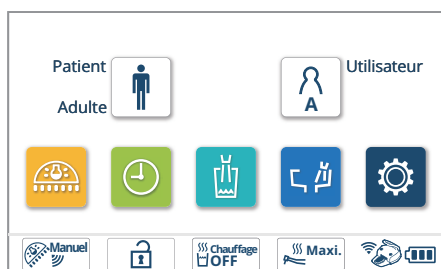 Patient
Utilisateur
Adulte
A
Manuel
Chauffage
OFF
Maxi.